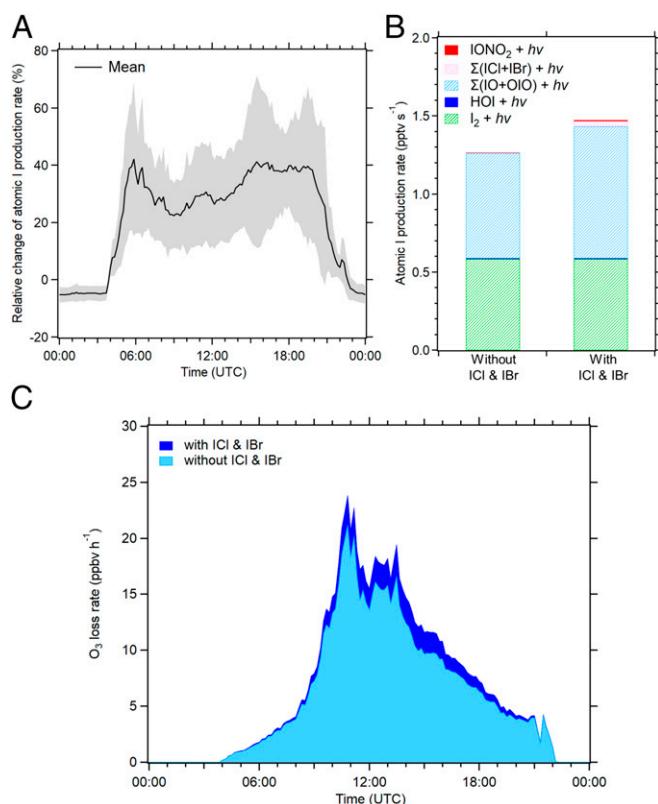 A
Relative change of atomic I production rate (%)
80
60
40
20
0
-20
Mean
00:00 06:00 12:00 18:00 00:00
Time (UTC)
B
Atomic I production rate (pptv s⁻¹)
2.0
1.5
1.0
0.5
0.0
IONO₂ + hv
Σ(ICl+IBr) + hv
Σ(IO+OIO) + hv
HOI + hv
I₂ + hv
Without
ICl & IBr
With
ICl & IBr
C
O₃ loss rate (ppbv h⁻¹)
30
25
20
15
10
5
0
with ICl & IBr
without ICl & IBr
00:00 06:00 12:00 18:00 00:00
Time (UTC)